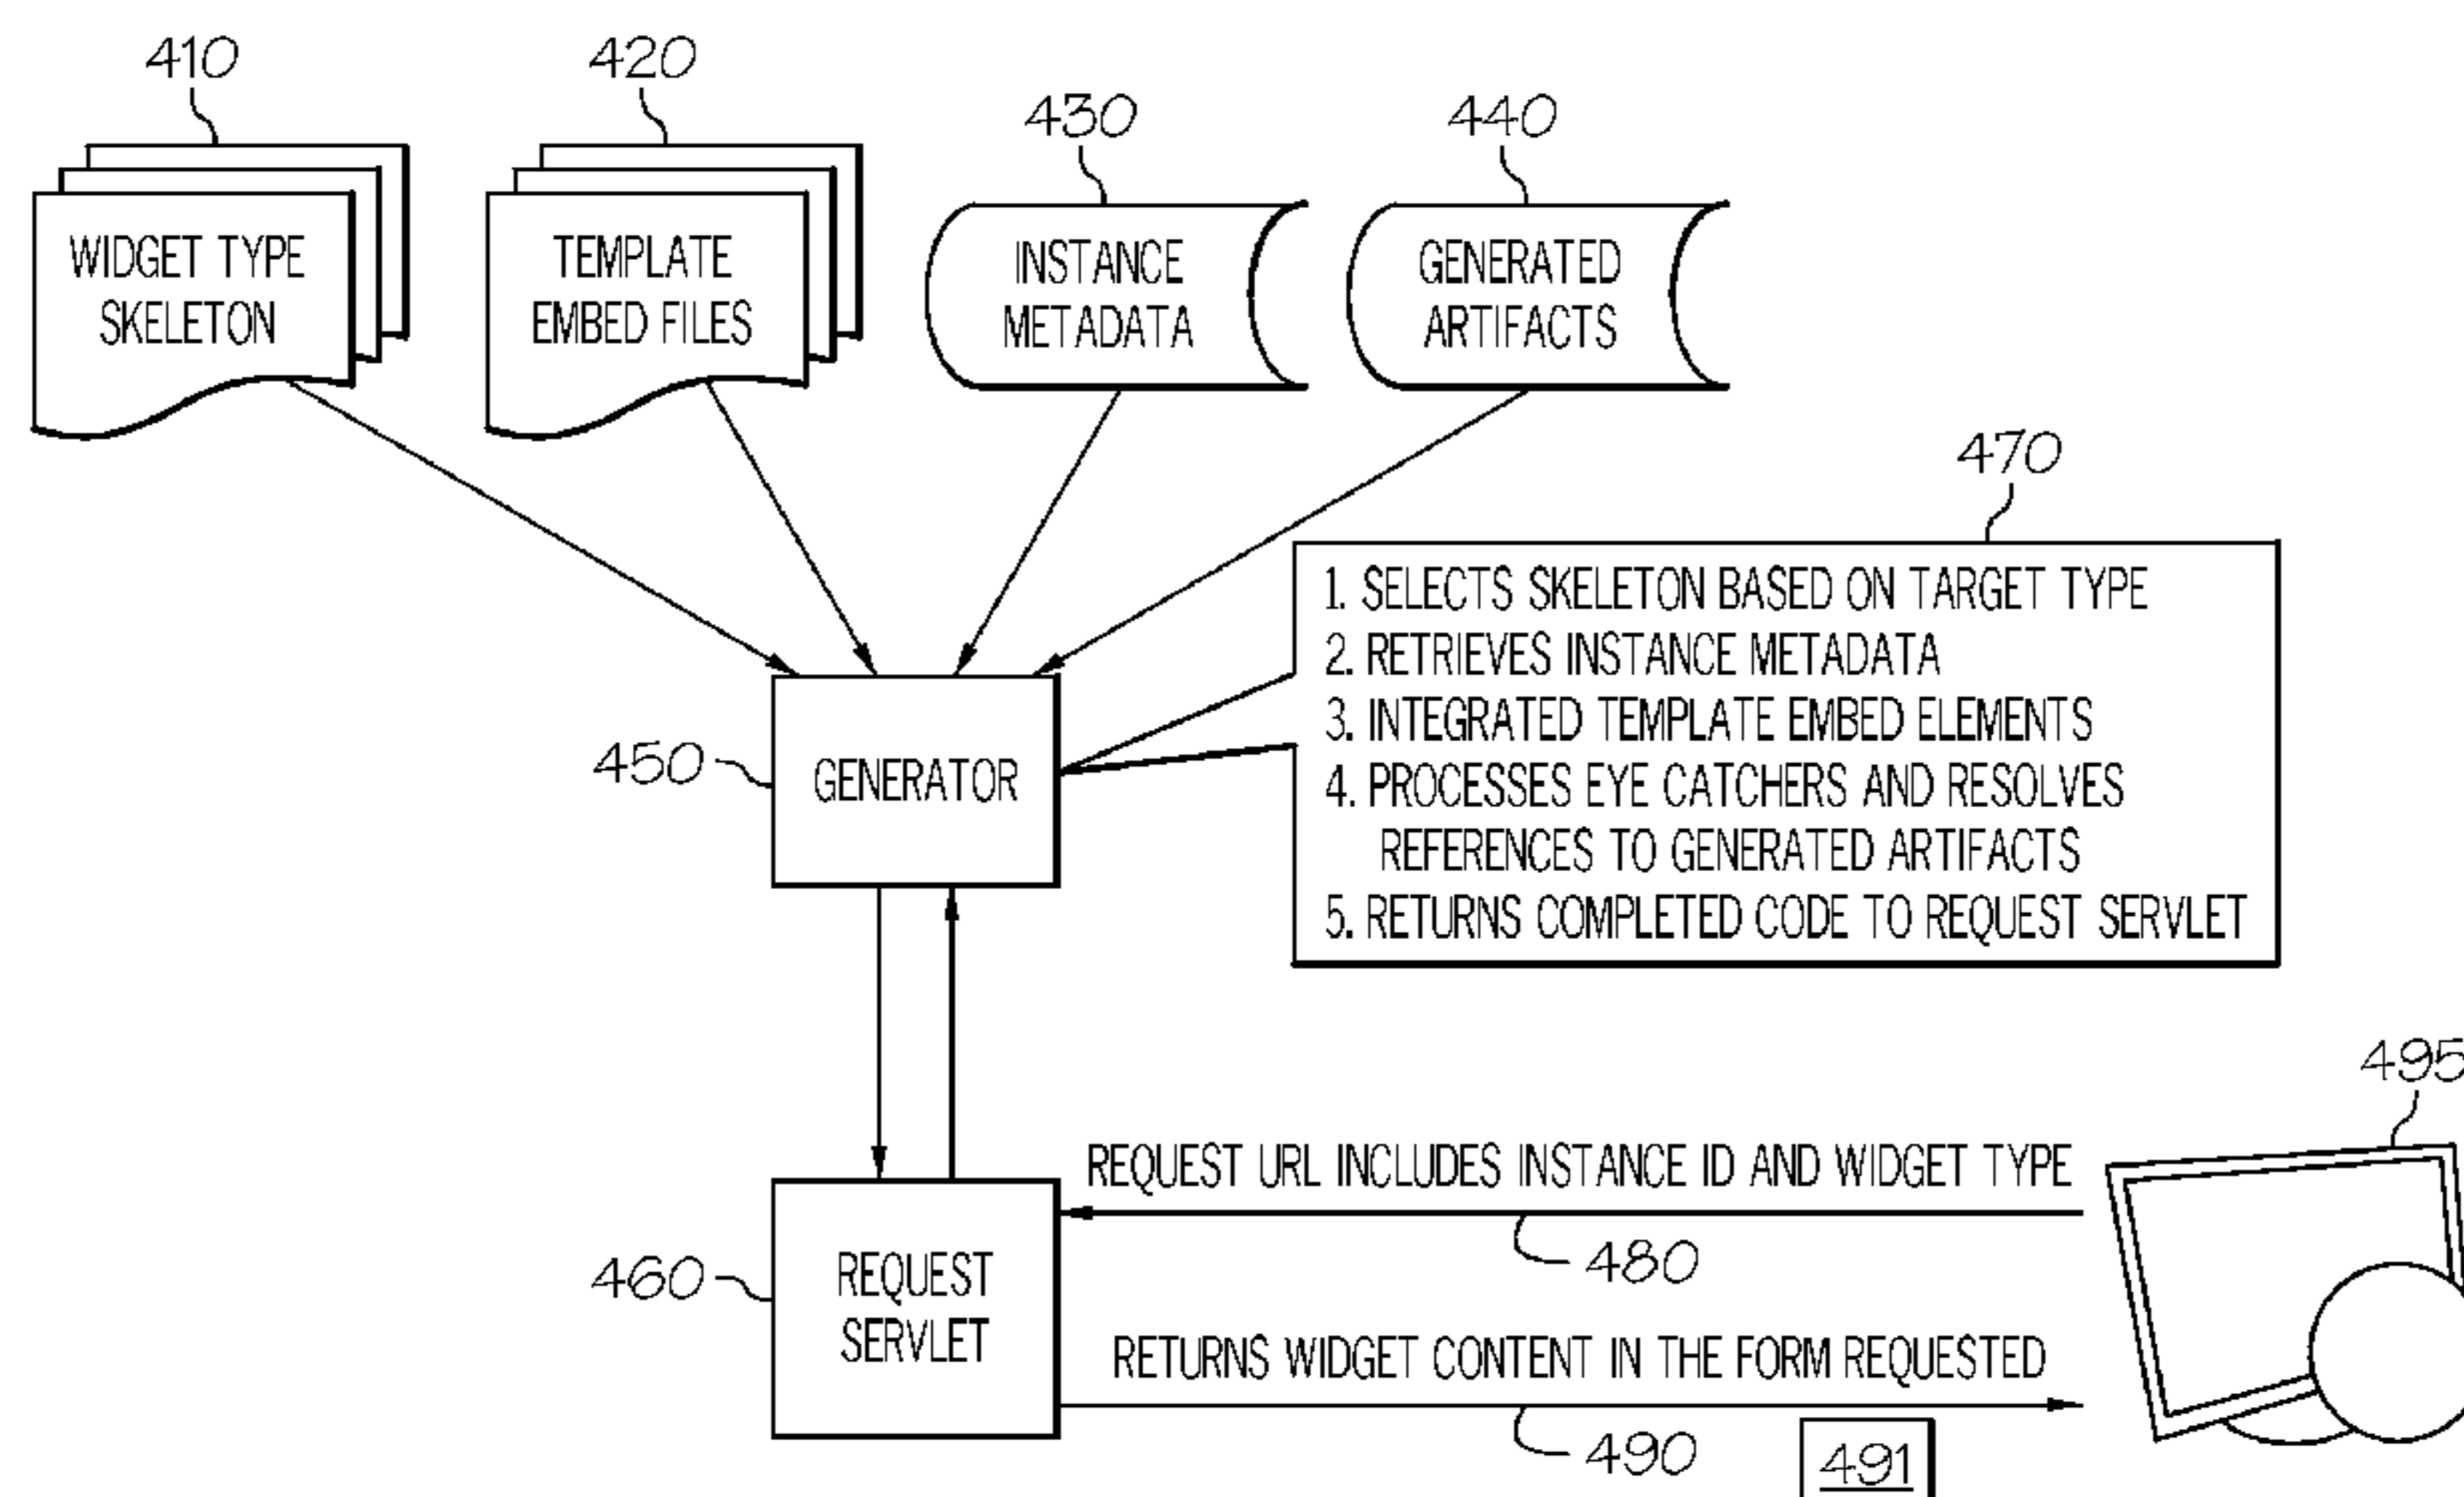 410
420
430
440
WIDGET TYPE
SKELETON
TEMPLATE
EMBED FILES
INSTANCE
METADATA
GENERATED
ARTIFACTS
470
1. SELECTS SKELETON BASED ON TARGET TYPE
2. RETRIEVES INSTANCE METADATA
3. INTEGRATED TEMPLATE EMBED ELEMENTS
4. PROCESSES EYE CATCHERS AND RESOLVES
REFERENCES TO GENERATED ARTIFACTS
5. RETURNS COMPLETED CODE TO REQUEST SERVLET
450
GENERATOR
495
REQUEST URL INCLUDES INSTANCE ID AND WIDGET TYPE
480
460
REQUEST
SERVLET
RETURNS WIDGET CONTENT IN THE FORM REQUESTED
490
491